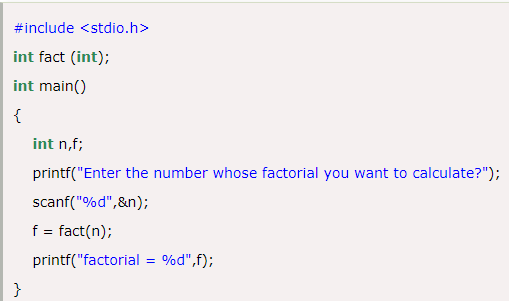 #include <stdio.h>
int fact (int);
int main()
{
int n,f;
printf("Enter the number whose factorial you want to calculate?");
scanf("%d",&n);
f = fact(n);
printf("factorial = %d",f);
}